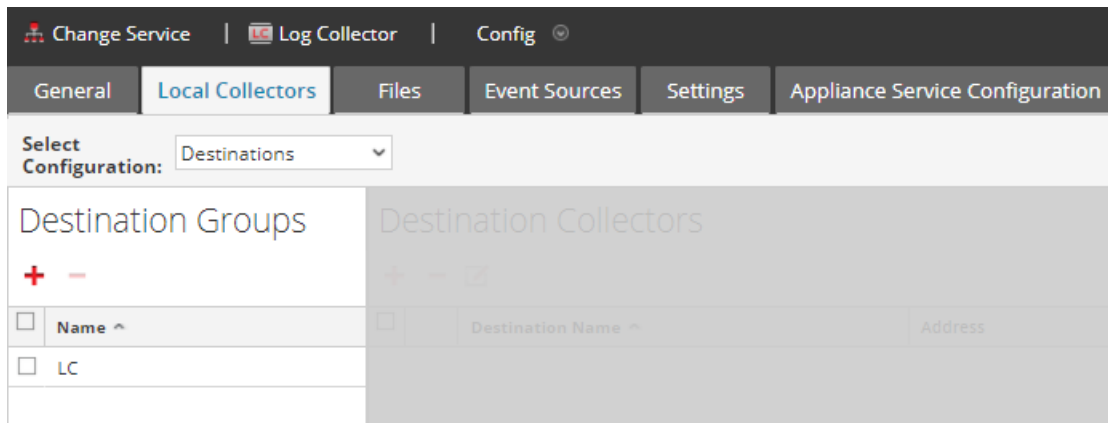 Change Service | LC Log Collector | Config
General Local Collectors Files Event Sources Settings Appliance Service Configuration
Select
Configuration: Destinations
Destination Groups Destination Collectors
+ − + −
Name Destination Name Address
LC